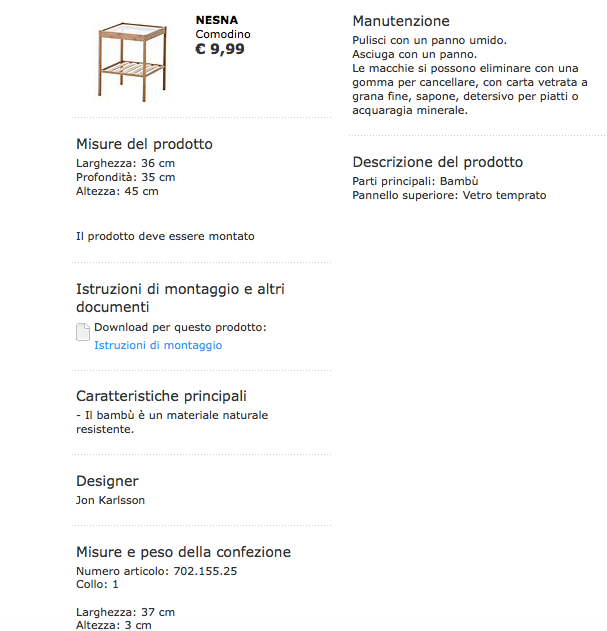 NESNA
Comodino
€ 9,99
Misure del prodotto
Larghezza: 36 cm
Profondità: 35 cm
Altezza: 45 cm
Il prodotto deve essere montato
Istruzioni di montaggio e altri
documenti
Download per questo prodotto:
Istruzioni di montaggio
Caratteristiche principali
- Il bambù è un materiale naturale
resistente.
Designer
Jon Karlsson
Misure e peso della confezione
Numero articolo: 702.155.25
Collo: 1
Larghezza: 37 cm
Altezza: 3 cm
Manutenzione
Pulisci con un panno umido.
Asciuga con un panno.
Le macchie si possono eliminare con una
gomma per cancellare, con carta vetrata a
grana fine, sapone, detersivo per piatti o
acquaragia minerale.
Descrizione del prodotto
Parti principali: Bambù
Pannello superiore: Vetro temprato